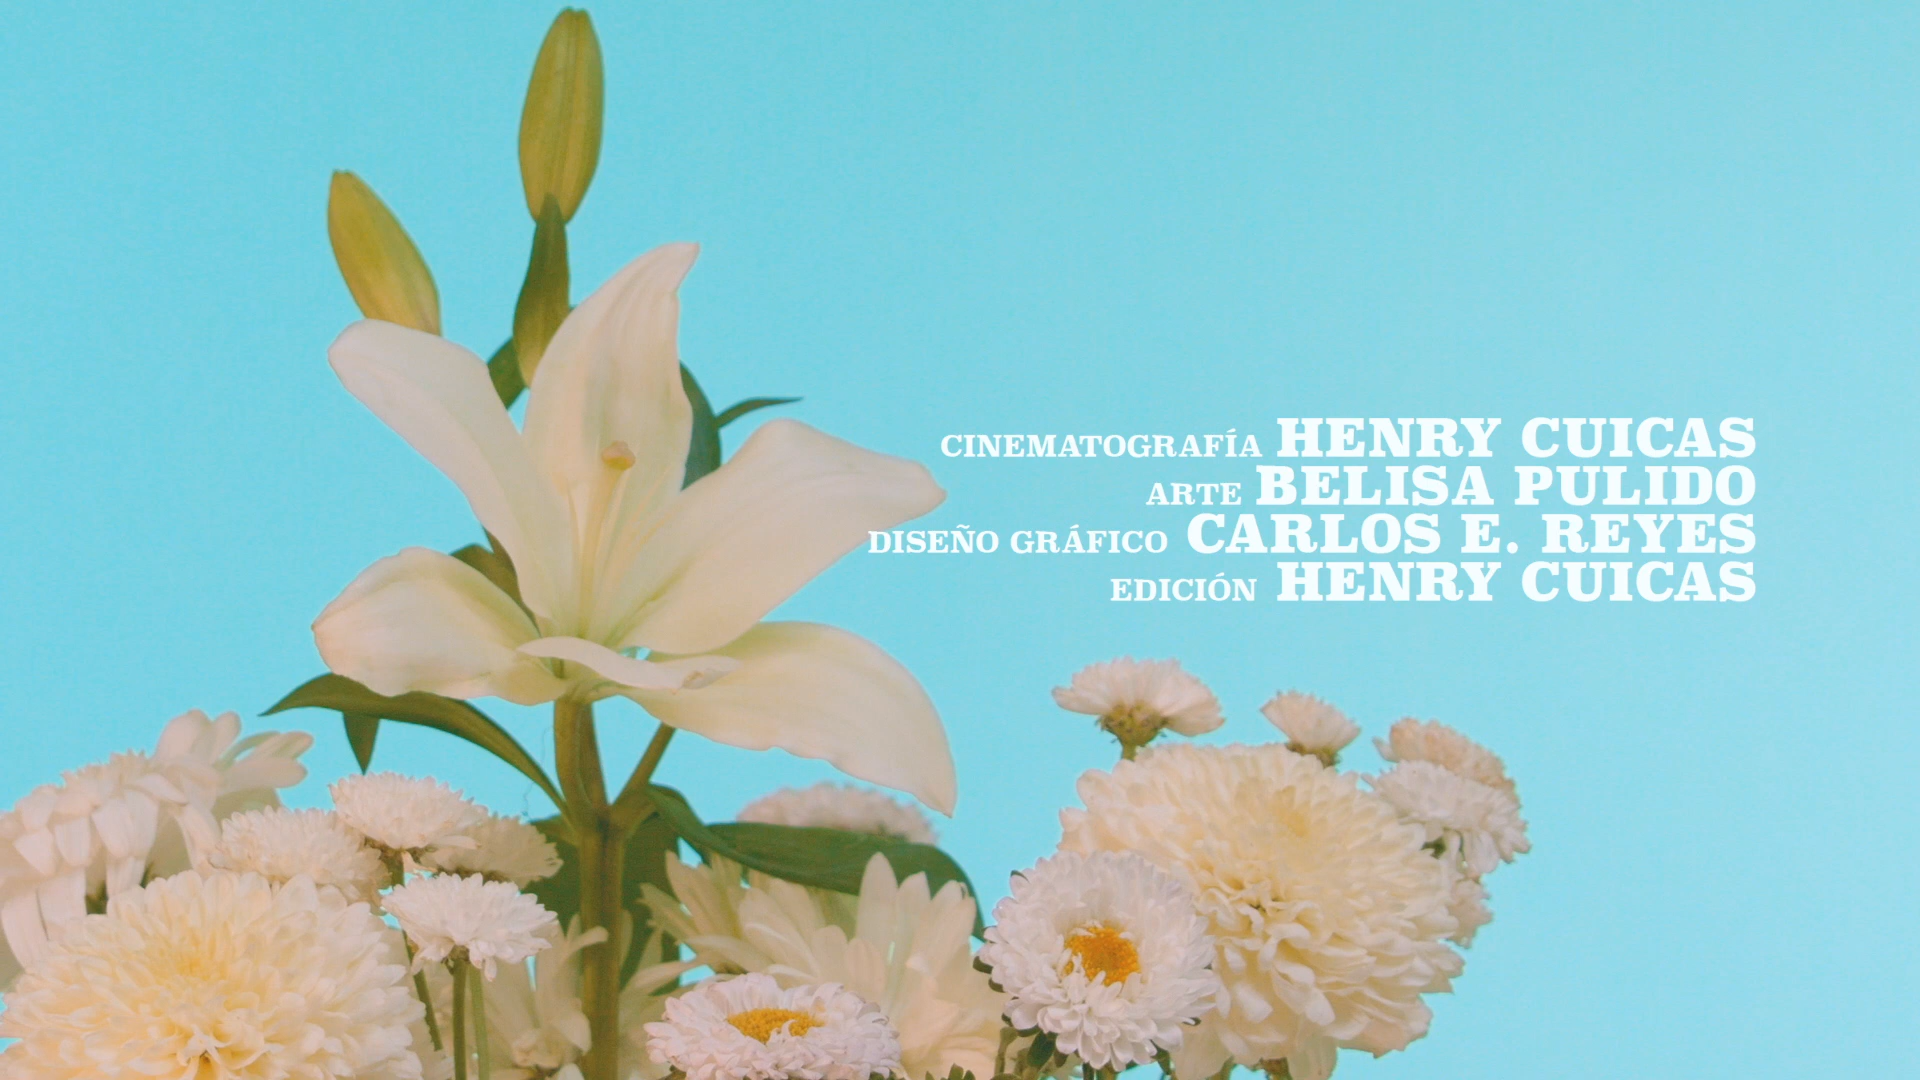 CINEMATOGRAFÍA HENRY CUICAS
ARTE BELISA PULIDO
DISEÑO GRÁFICO CARLOS E. REYES
EDICIÓN HENRY CUICAS